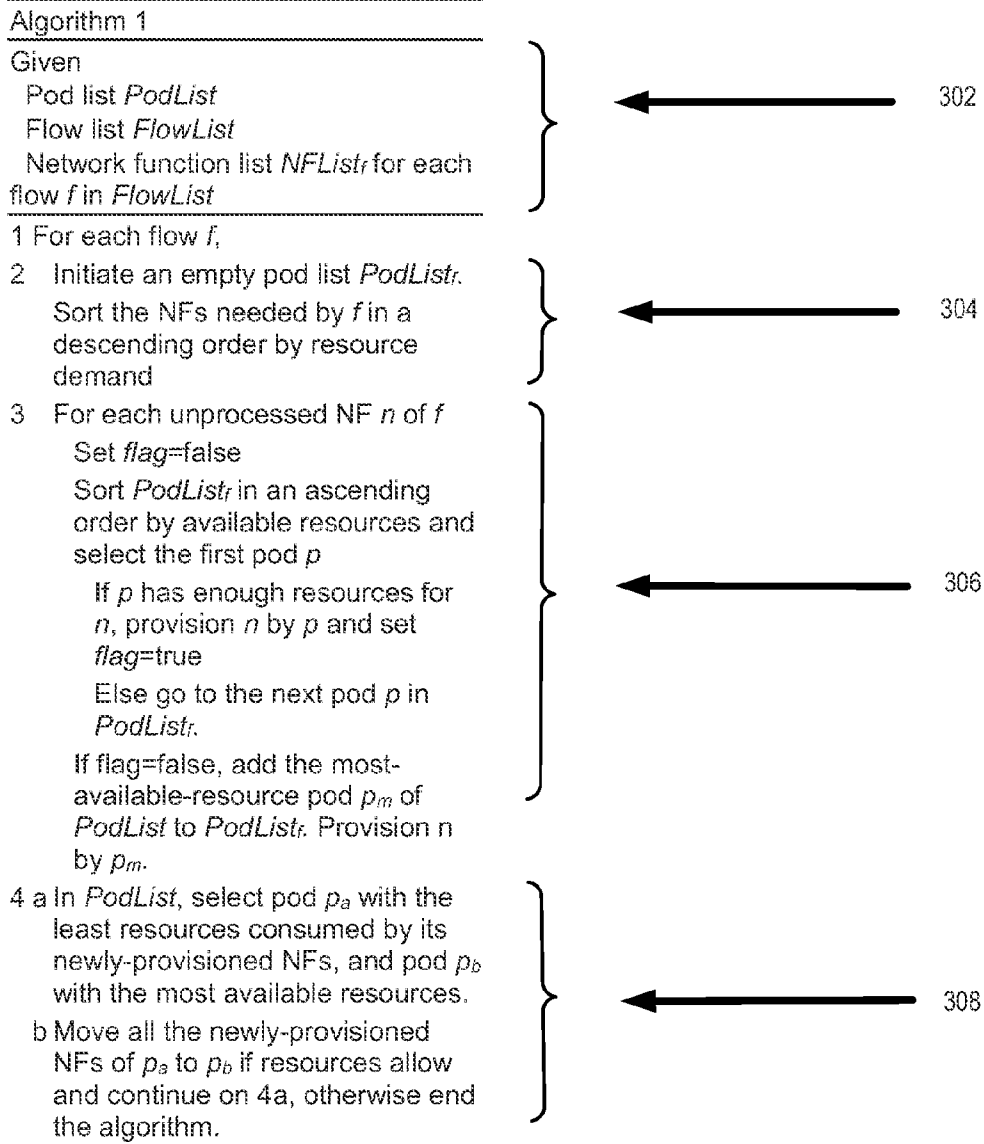 Algorithm 1
Given
Pod list PodList
Flow list FlowList
Network function list NFListf for each
flow f in FlowList
302
1 For each flow f,
2 Initiate an empty pod list PodListf.
Sort the NFs needed by f in a
descending order by resource
demand
304
3 For each unprocessed NF n of f
Set flag=false
Sort PodListf in an ascending
order by available resources and
select the first pod p
If p has enough resources for
n, provision n by p and set
flag=true
Else go to the next pod p in
PodListf.
If flag=false, add the most-
available-resource pod pm of
PodList to PodListf. Provision n
by pm.
306
4 a In PodList, select pod pa with the
least resources consumed by its
newly-provisioned NFs, and pod pb
with the most available resources.
b Move all the newly-provisioned
NFs of pa to pb if resources allow
and continue on 4a, otherwise end
the algorithm.
308